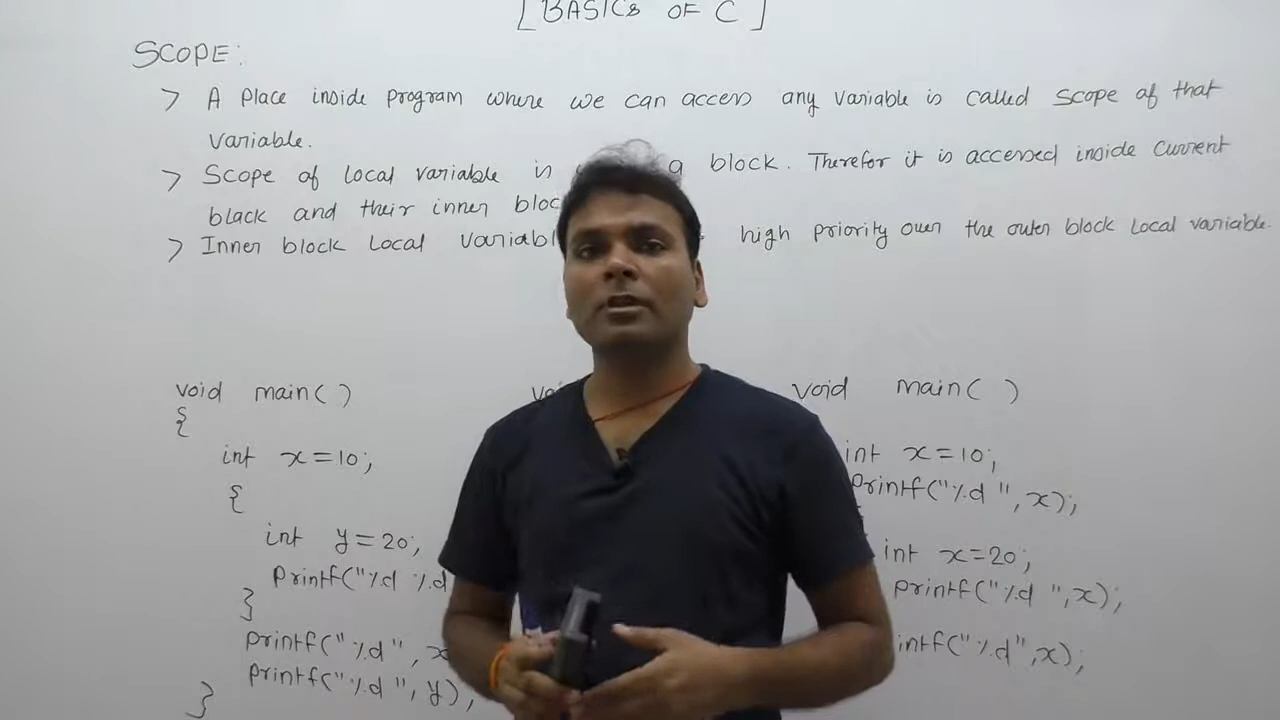 [ BASICS OF C ]
SCOPE:
> A Place inside program where we can access any variable is called scope of that
variable.
> Scope of local variable is a block. Therefor it is accessed inside current
black and their inner
> Inner block Local high priority over the outer block Local variable.
void main( )
{
int x=10;
{
int y=20;
Printf("%d %d
}
Printf("%d",x
Printf("%d ", y),
}
void main( )
int x=10;
Printf("%d ",x);
int x=20;
Printf("%d ",x);
intf("%d",x);